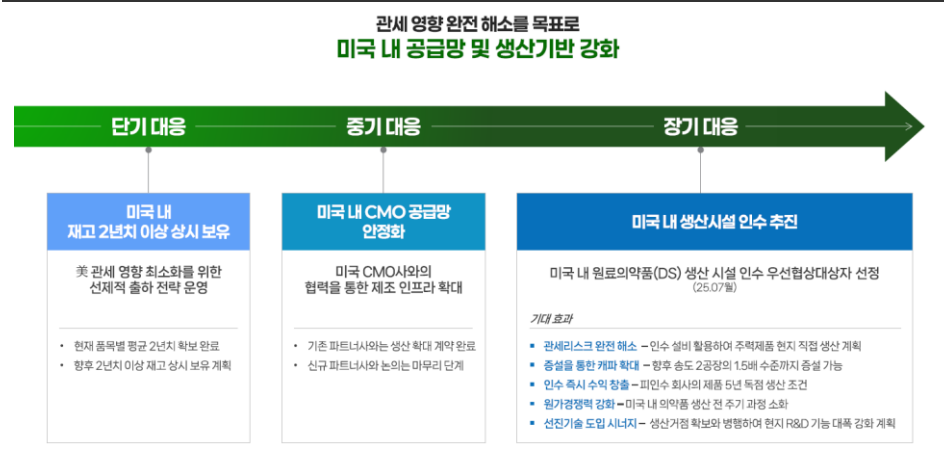 관세 영향 완전 해소를 목표로
미국 내 공급망 및 생산기반 강화
단기 대응
중기 대응
장기 대응
미국 내
재고 2년치 이상 상시 보유
美 관세 영향 최소화를 위한
선제적 출하 전략 운영
• 현재 품목별 평균 2년치 확보 완료
• 향후 2년치 이상 재고 상시 보유 계획
미국 내 CMO 공급망
안정화
미국 CMO사와의
협력을 통한 제조 인프라 확대
• 기존 파트너사와는 생산 확대 계약 완료
• 신규 파트너사와 논의는 마무리 단계
미국 내 생산시설 인수 추진
미국 내 원료의약품(DS) 생산 시설 인수 우선협상대상자 선정
(25.07월)
기대 효과
▪ 관세리스크 완전 해소 – 인수 설비 활용하여 주력제품 현지 직접 생산 계획
▪ 증설을 통한 캐파 확대 – 향후 송도 2공장의 1.5배 수준까지 증설 가능
▪ 인수 즉시 수익 창출 – 피인수 회사의 제품 5년 독점 생산 조건
▪ 원가경쟁력 강화 – 미국 내 의약품 생산 전 주기 과정 소화
▪ 선진기술 도입 시너지 – 생산거점 확보와 병행하여 현지 R&D 기능 대폭 강화 계획